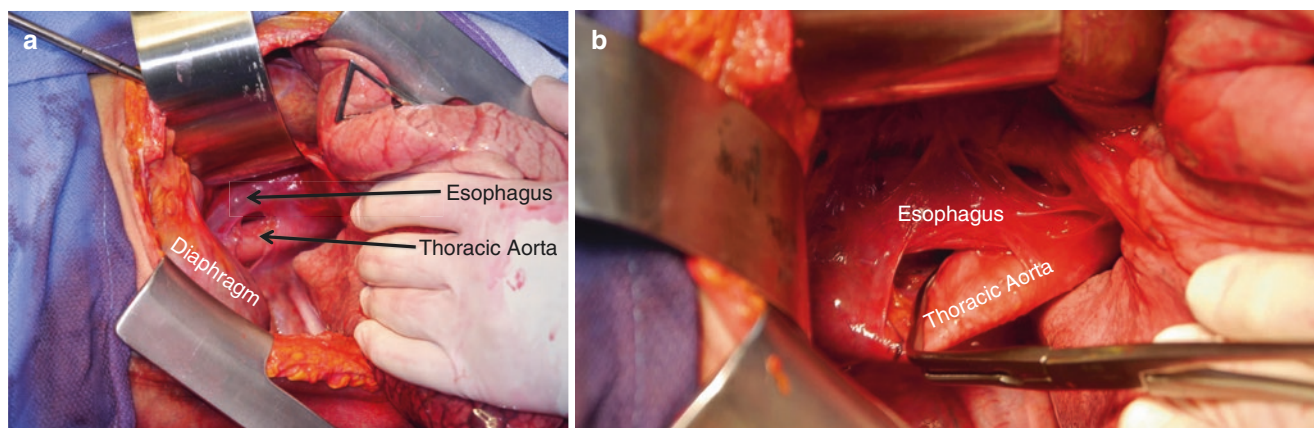 a
Esophagus
Thoracic Aorta
Diaphragm
b
Esophagus
Thoracic Aorta